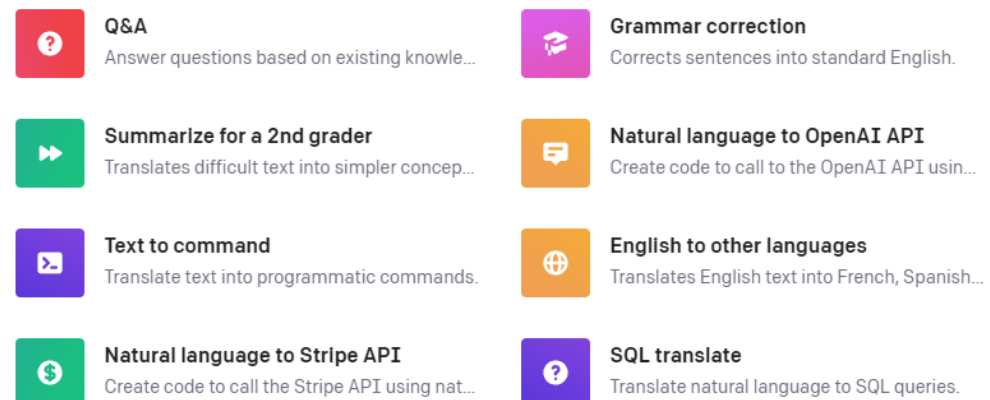 Q&A
Answer questions based on existing knowle...
Grammar correction
Corrects sentences into standard English.
Summarize for a 2nd grader
Translates difficult text into simpler concep...
Natural language to OpenAI API
Create code to call to the OpenAI API usin...
Text to command
Translate text into programmatic commands.
English to other languages
Translates English text into French, Spanish...
Natural language to Stripe API
Create code to call the Stripe API using nat...
SQL translate
Translate natural language to SQL queries.